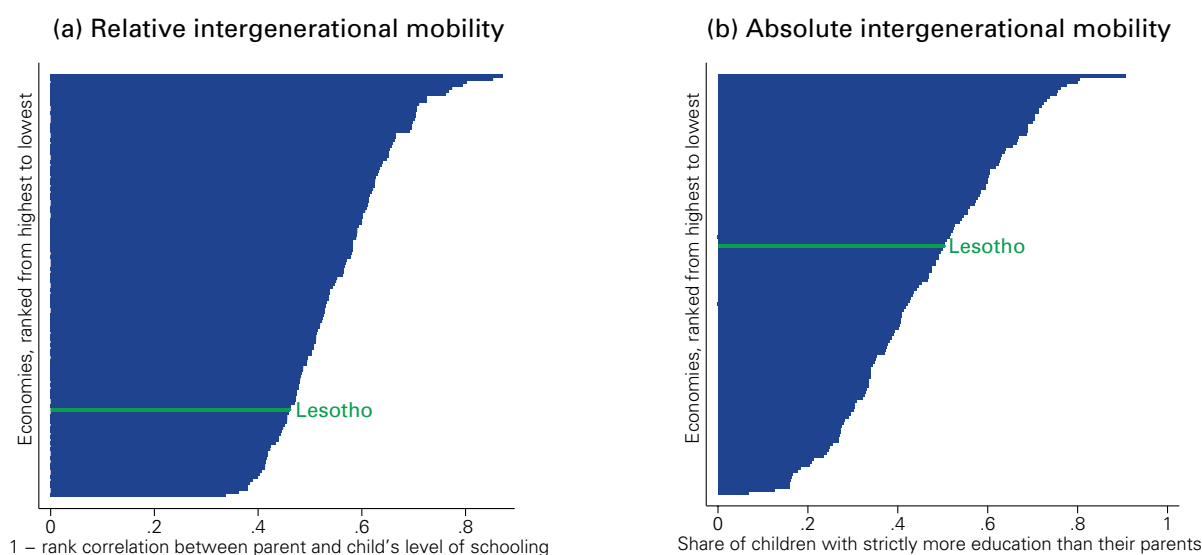 (a) Relative intergenerational mobility
Economies, ranked from highest to lowest
Lesotho
0 .2 .4 .6 .8
1 – rank correlation between parent and child's level of schooling
(b) Absolute intergenerational mobility
Economies, ranked from highest to lowest
Lesotho
0 .2 .4 .6 .8 1
Share of children with strictly more education than their parents